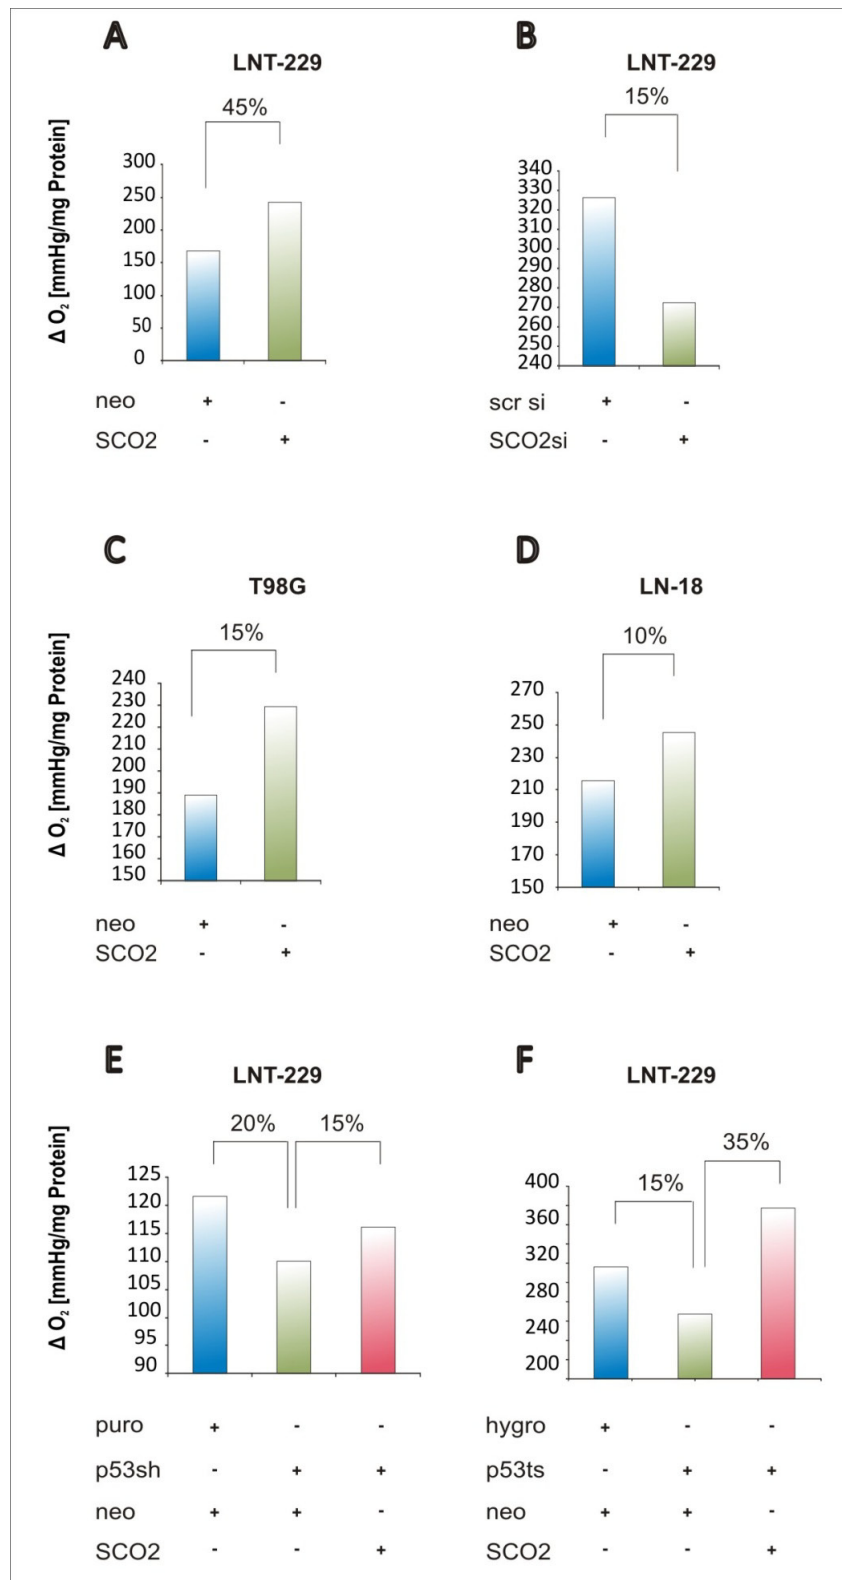 A
B
LNT-229
LNT-229
45%
15%
Δ O₂ [mmHg/mg Protein]
300
250
200
150
100
50
0
340
330
320
310
300
290
280
270
260
250
240
neo + -
SCO2 - +
scr si + -
SCO2si - +
C
D
T98G
LN-18
15%
10%
Δ O₂ [mmHg/mg Protein]
240
230
220
210
200
190
180
170
160
150
270
250
230
210
190
170
150
neo + -
SCO2 - +
neo + -
SCO2 - +
E
F
LNT-229
LNT-229
20% 15%
15% 35%
Δ O₂ [mmHg/mg Protein]
125
120
115
110
105
100
95
90
400
360
320
280
240
200
puro + - -
p53sh - + +
neo + + -
SCO2 - - +
hygro + - -
p53ts - + +
neo + + -
SCO2 - - +